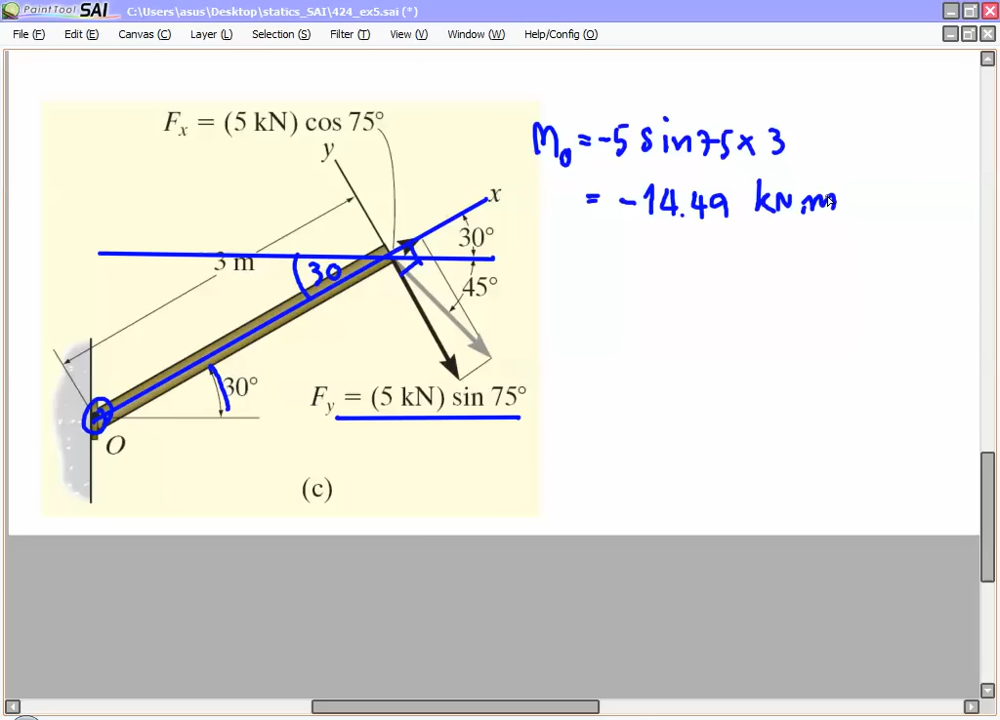 PaintTool SAI C:\Users\asus\Desktop\statics_SAI\424_ex5.sai (*)
File (F) Edit (E) Canvas (C) Layer (L) Selection (S) Filter (T) View (V) Window (W) Help/Config (O)
Fx = (5 kN) cos 75°
y
x
30°
3 m
30
45°
30°
Fy = (5 kN) sin 75°
O
(c)
M0 = -5 sin75 x 3
= -14.49 kN.m